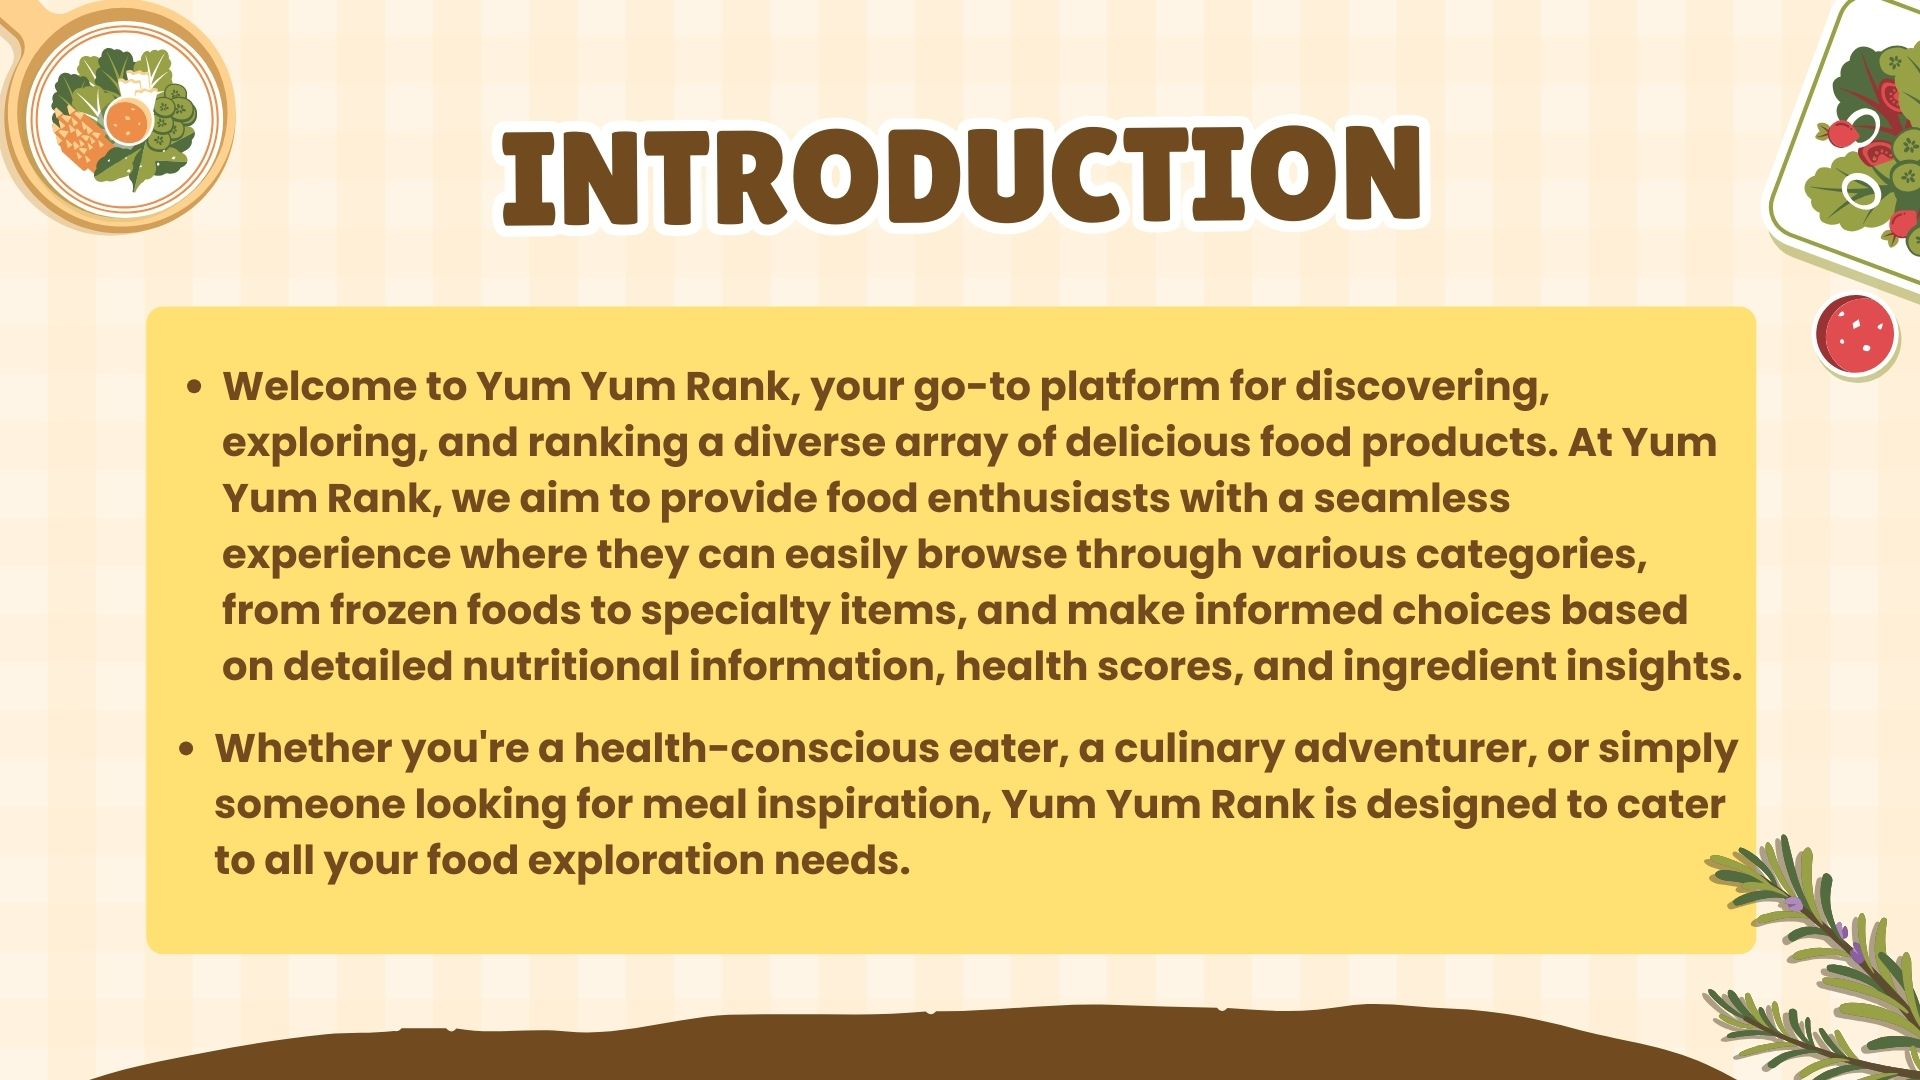 INTRODUCTION
• Welcome to Yum Yum Rank, your go-to platform for discovering,
exploring, and ranking a diverse array of delicious food products. At Yum
Yum Rank, we aim to provide food enthusiasts with a seamless
experience where they can easily browse through various categories,
from frozen foods to specialty items, and make informed choices based
on detailed nutritional information, health scores, and ingredient insights.
• Whether you're a health-conscious eater, a culinary adventurer, or simply
someone looking for meal inspiration, Yum Yum Rank is designed to cater
to all your food exploration needs.